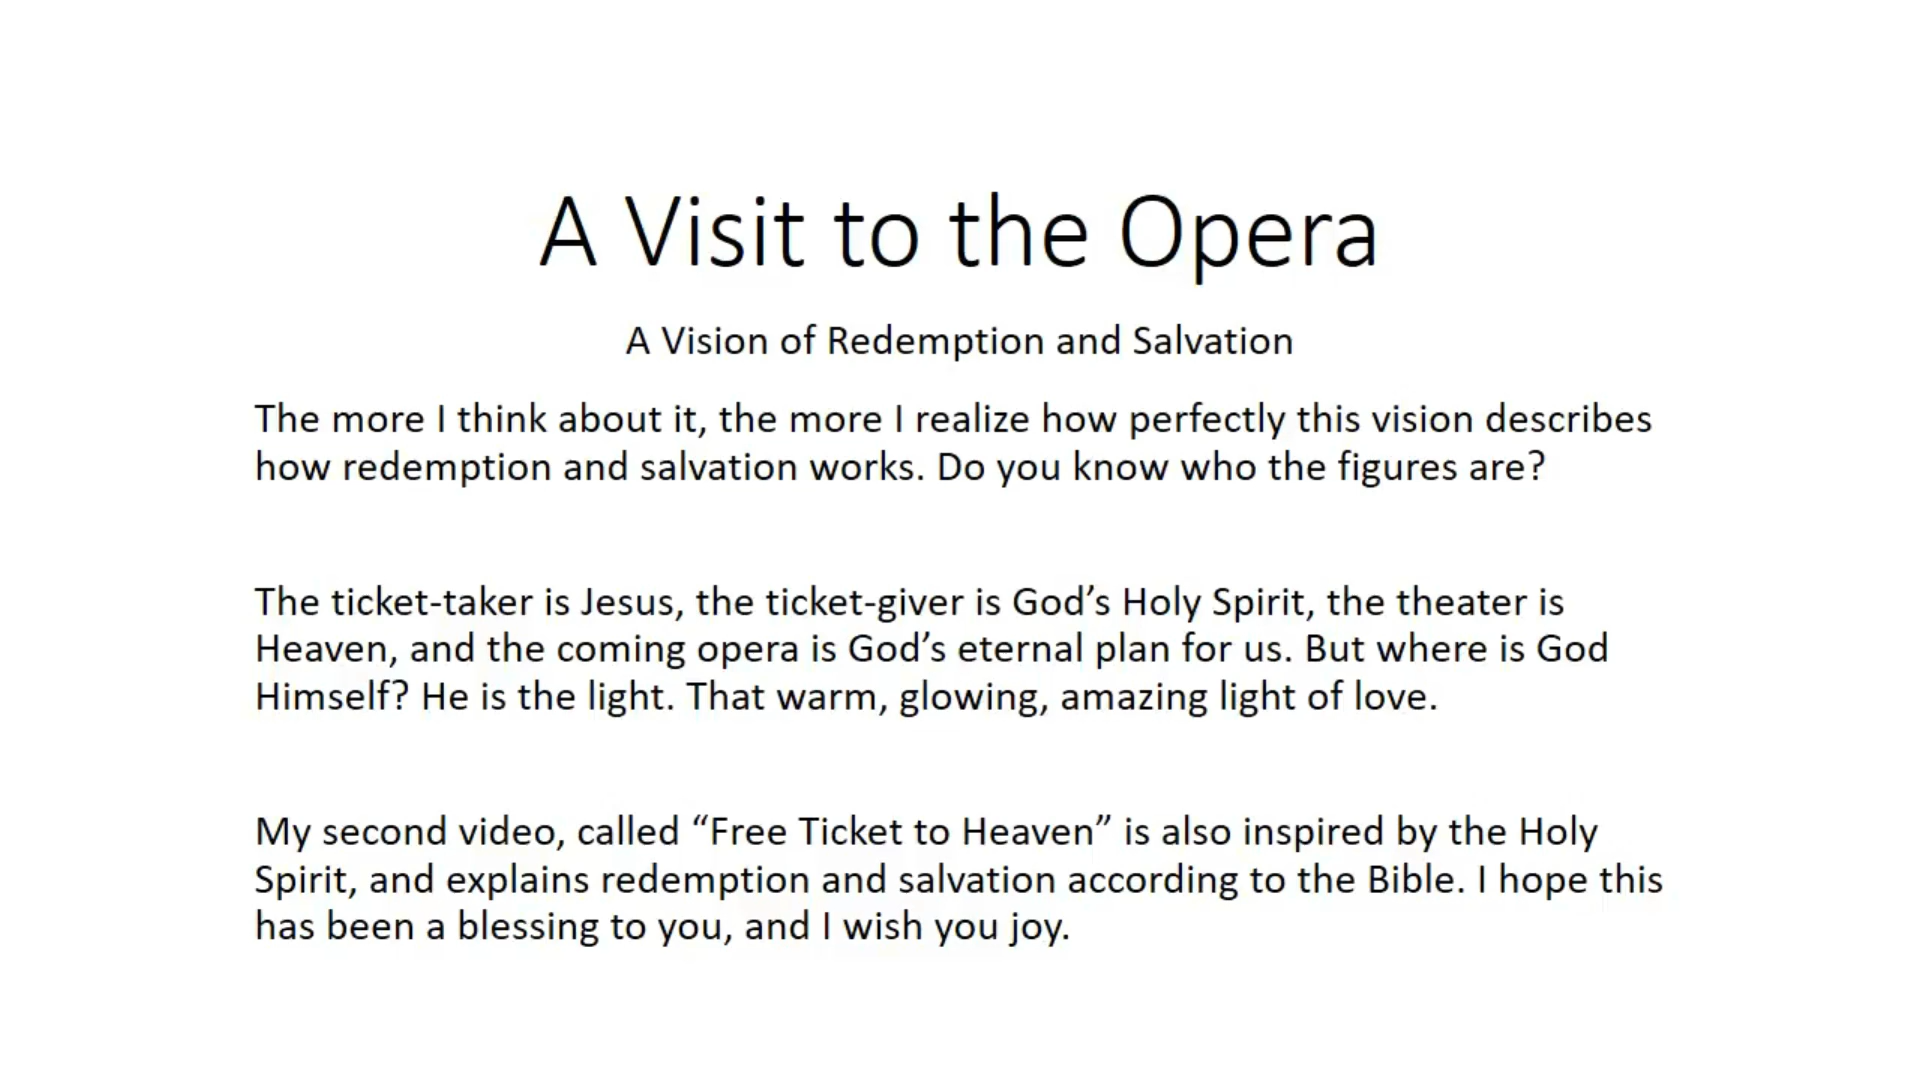 A Visit to the Opera
A Vision of Redemption and Salvation
The more I think about it, the more I realize how perfectly this vision describes
how redemption and salvation works. Do you know who the figures are?
The ticket-taker is Jesus, the ticket-giver is God’s Holy Spirit, the theater is
Heaven, and the coming opera is God’s eternal plan for us. But where is God
Himself? He is the light. That warm, glowing, amazing light of love.
My second video, called “Free Ticket to Heaven” is also inspired by the Holy
Spirit, and explains redemption and salvation according to the Bible. I hope this
has been a blessing to you, and I wish you joy.